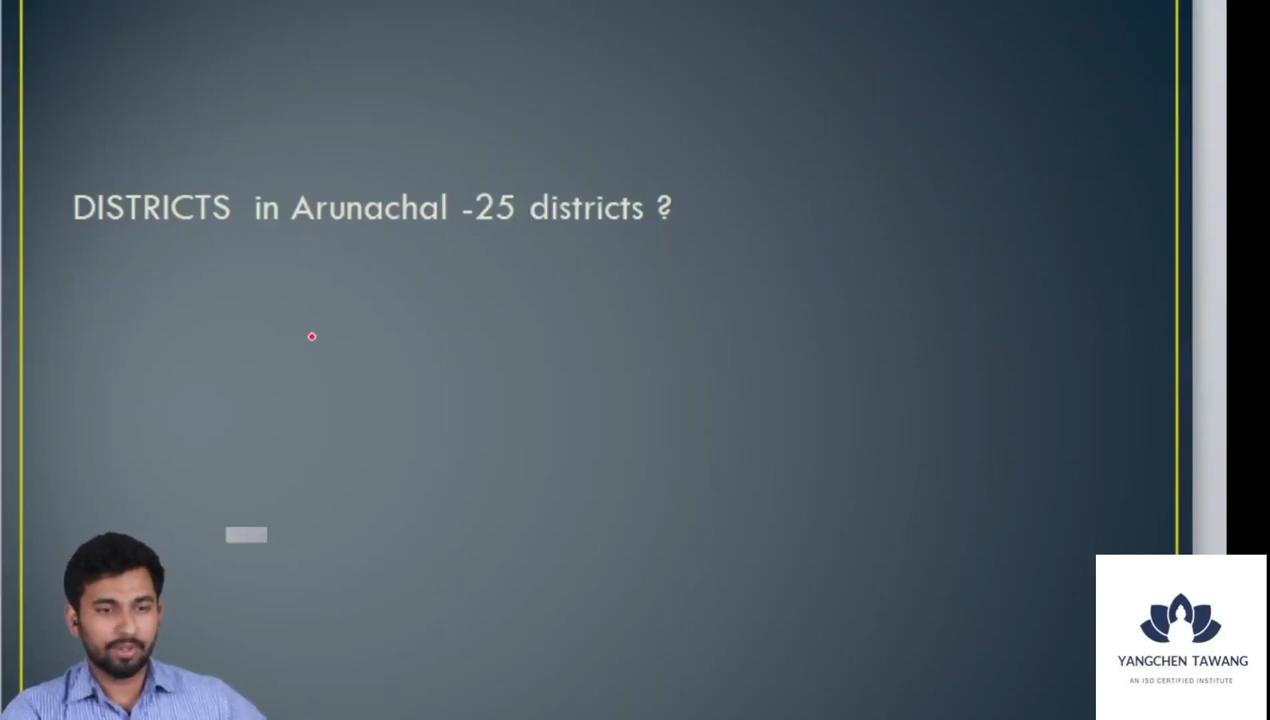 DISTRICTS in Arunachal -25 districts ?
YANGCHEN TAWANG
AN ISO CERTIFIED INSTITUTE